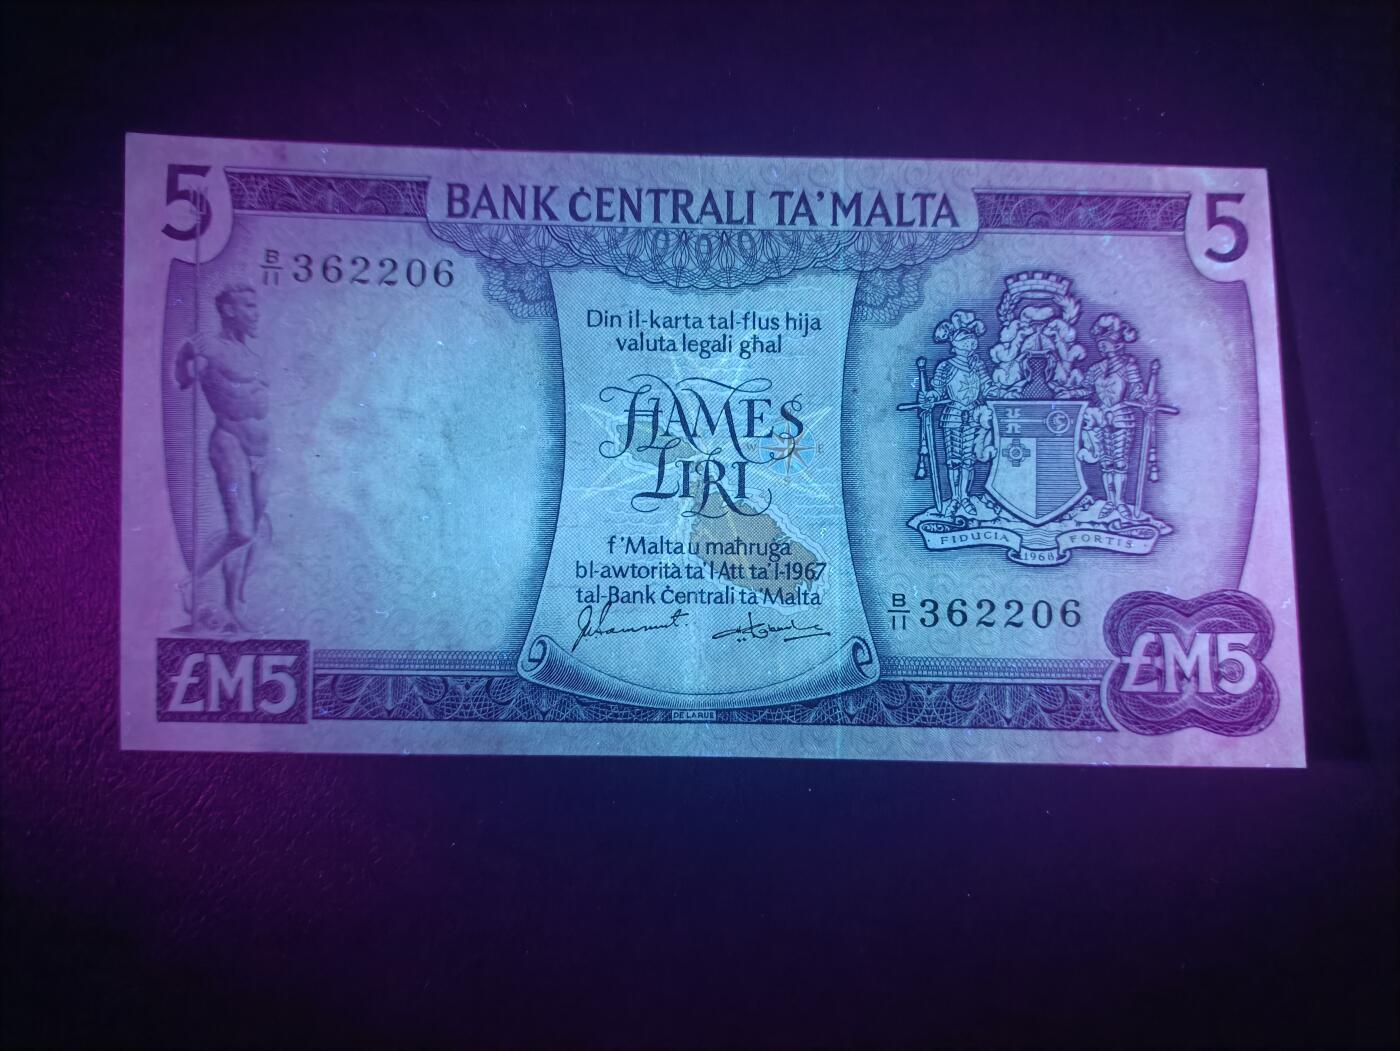 5
BANK ĊENTRALI TA' MALTA
5
B/11 362206
Din il-karta tal-flus hija
valuta legali għal
ĦAMES
LIRI
E
f'Malta u maħruġa
bl-awtorità ta' l-Att ta' l-1967
tal-Bank Ċentrali ta' Malta
FIDUCIA FORTIS
1968
B/11 362206
£M5
£M5
DE LA RUE